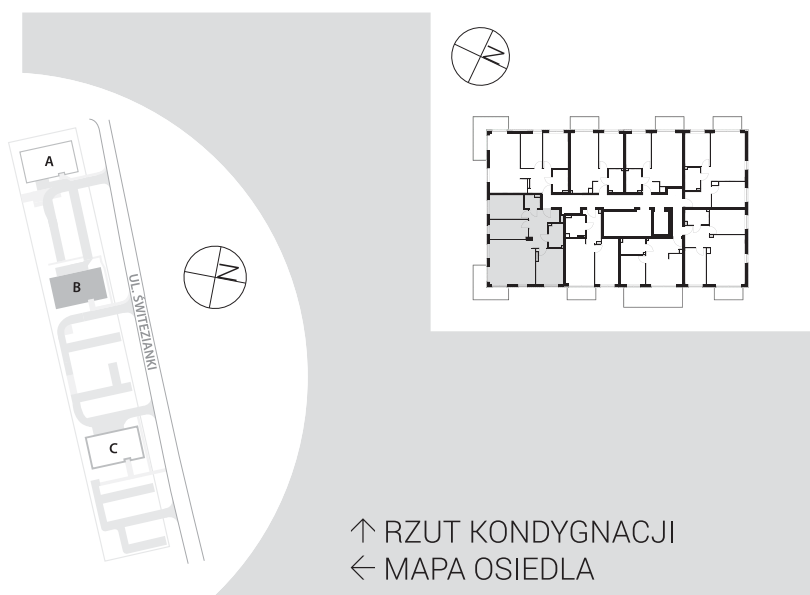 N
A
N
B
UL. ŚWITEZIANKI
C
↑ RZUT KONDYGNACJI
← MAPA OSIEDLA